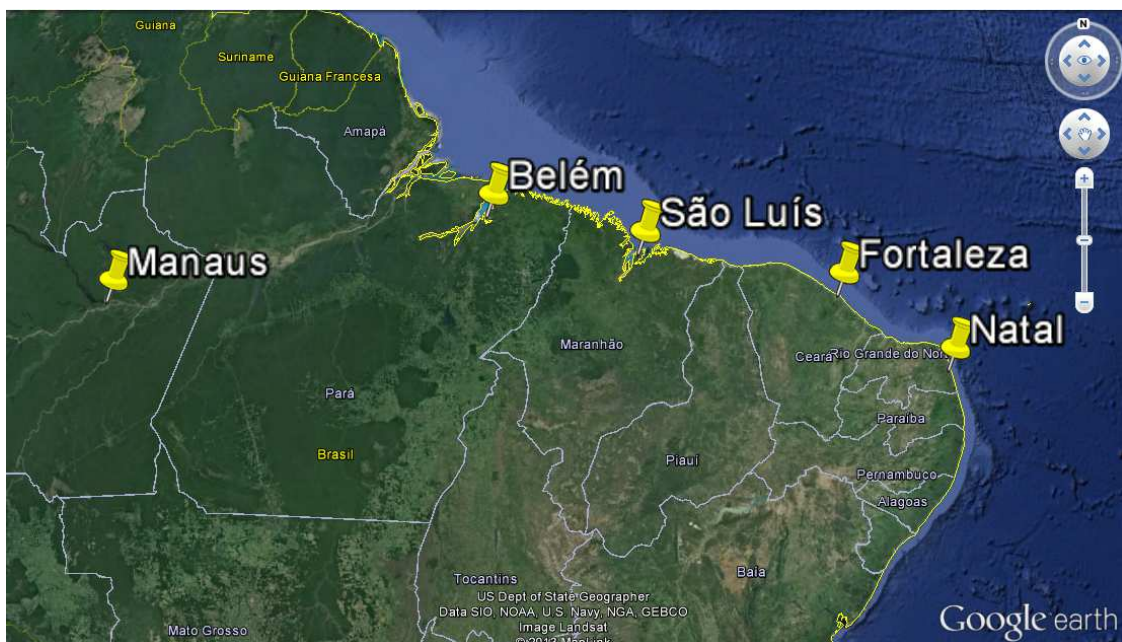 Guiana
N
Suriname
Guiana Francesa
Amapá
Belém
São Luís
Manaus
Fortaleza
Natal
Maranhão
Ceará
Rio Grande do Nor
Pará
Paraíba
Brasil
Piauí
Pernambuco
Alagoas
Baía
Tocantins
US Dept of State Geographer
Data SIO, NOAA, U.S. Navy, NGA, GEBCO
Image Landsat
Mato Grosso
Google earth